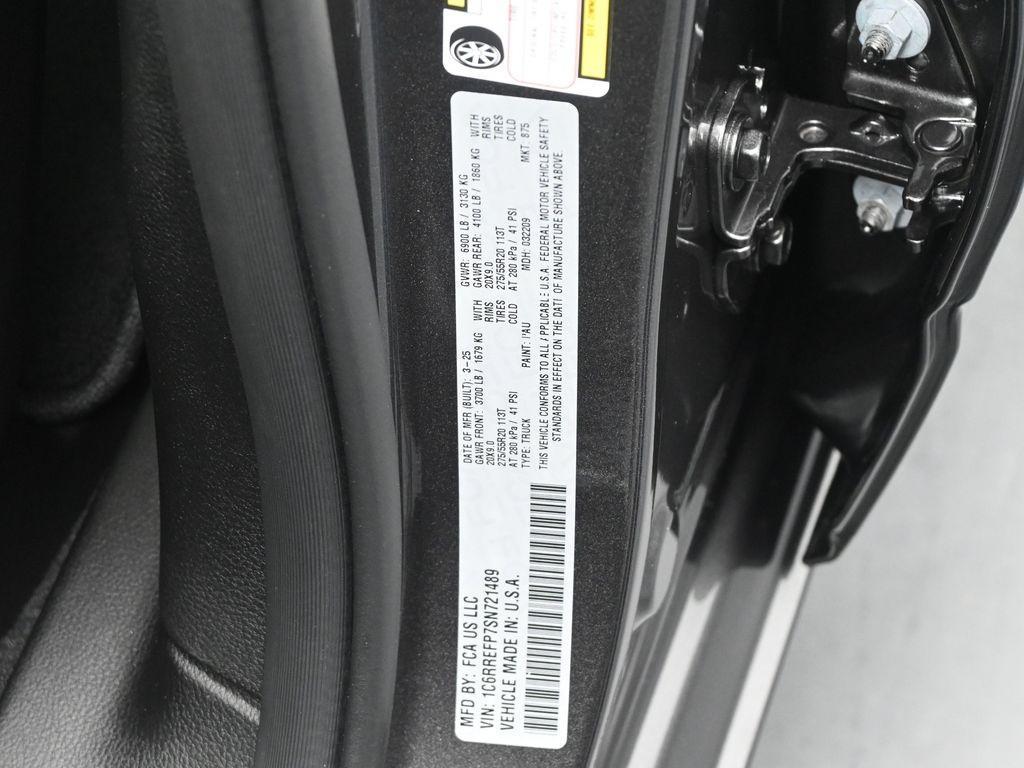 MFD BY: FCA US LLC
VIN: 1C6RREFP7SN721489
VEHICLE MADE IN: U.S.A.
DATE OF MFR (BUILT): 3-25 GVWR: 6900 LB / 3130 KG
GAWR FRONT: 3700 LB / 1679 KG WITH GAWR REAR: 4100 LB / 1860 KG WITH
20X9.0 RIMS 20X9.0 RIMS
275/55R20 113T TIRES 275/55R20 113T TIRES
AT 280 kPa / 41 PSI COLD AT 280 kPa / 41 PSI COLD
TYPE: TRUCK PAINT: PAU MDH: 032209 MKT: 875
THIS VEHICLE CONFORMS TO ALL APPLICABLE U.S.A. FEDERAL MOTOR VEHICLE SAFETY
STANDARDS IN EFFECT ON THE DATE OF MANUFACTURE SHOWN ABOVE.